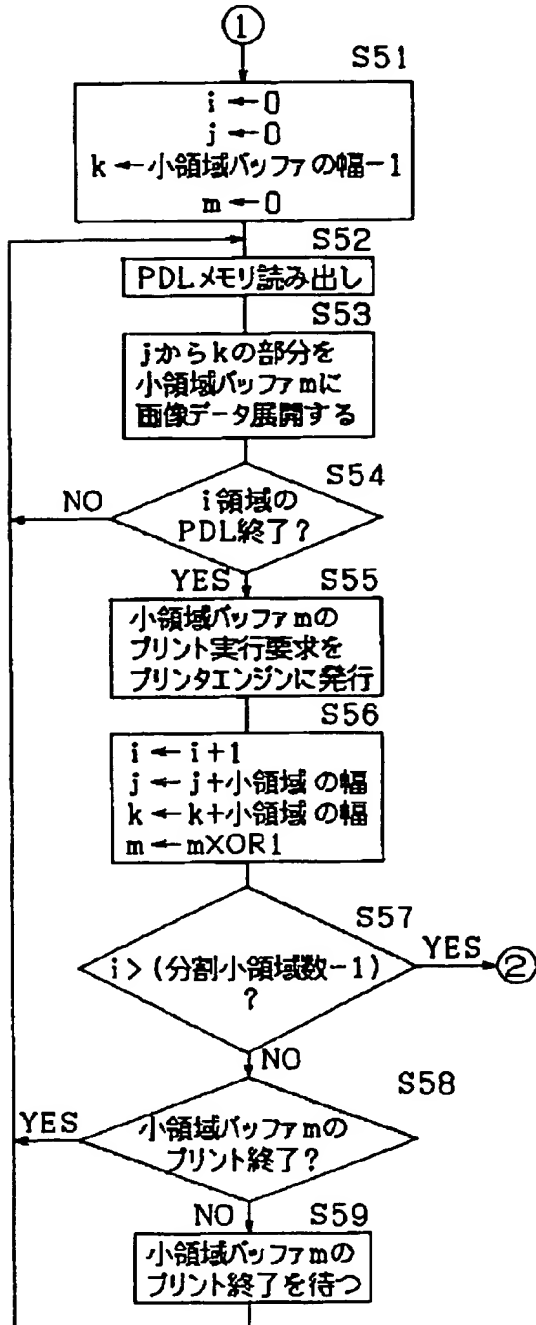 ①
S51
i←0
j←0
k←小領域バッファの幅-1
m←0
S52
PDLメモリ読み出し
S53
jからkの部分を
小領域バッファmに
画像データ展開する
S54
i領域の
PDL終了?
NO
YES
S55
小領域バッファmの
プリント実行要求を
プリンタエンジンに発行
S56
i←i+1
j←j+小領域の幅
k←k+小領域の幅
m←mXOR1
S57
i>(分割小領域数-1)
?
YES
②
NO
S58
小領域バッファmの
プリント終了?
YES
NO
S59
小領域バッファmの
プリント終了を待つ